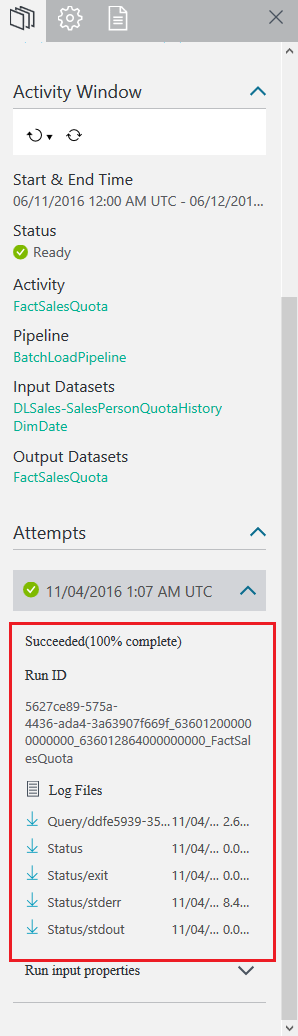 Activity Window
Start & End Time
06/11/2016 12:00 AM UTC - 06/12/201...
Status
Ready
Activity
FactSalesQuota
Pipeline
BatchLoadPipeline
Input Datasets
DLSales-SalesPersonQuotaHistory
DimDate
Output Datasets
FactSalesQuota
Attempts
11/04/2016 1:07 AM UTC
Succeeded(100% complete)
Run ID
5627ce89-575a-
4436-ada4-3a63907f669f_63601200000
0000000_636012864000000000_FactSal
esQuota
Log Files
Query/ddfe5939-35... 11/04/... 2.6...
Status 11/04/... 0.0...
Status/exit 11/04/... 0.0...
Status/stderr 11/04/... 8.4...
Status/stdout 11/04/... 0.0...
Run input properties